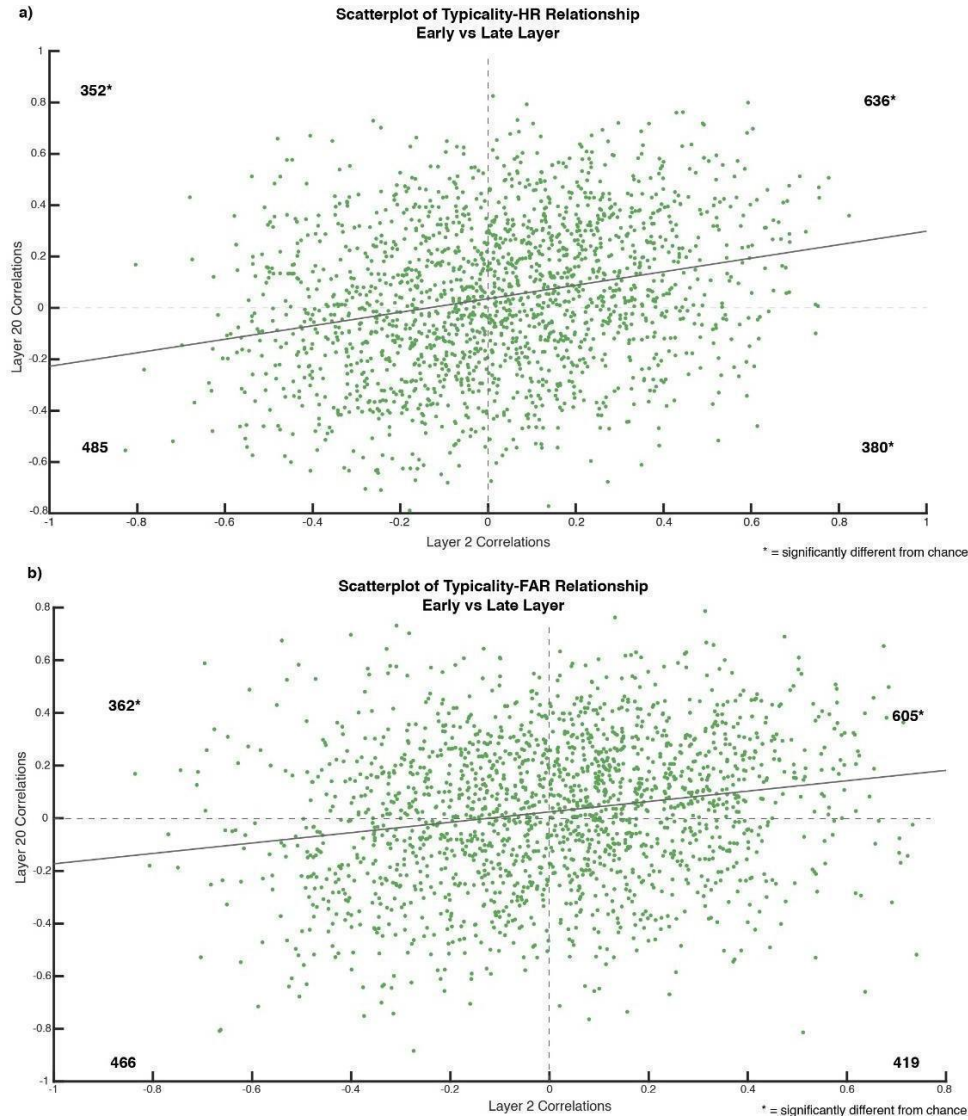 a)
Scatterplot of Typicality-HR Relationship
Early vs Late Layer
1
352*
636*
0.8
0.6
0.4
0.2
0
-0.2
-0.4
485
380*
-0.6
-0.8
Layer 20 Correlations
-1 -0.8 -0.6 -0.4 -0.2 0 0.2 0.4 0.6 0.8 1
Layer 2 Correlations
* = significantly different from chance
b)
Scatterplot of Typicality-FAR Relationship
Early vs Late Layer
0.8
0.6
362*
605*
0.4
0.2
0
-0.2
-0.4
-0.6
-0.8
466
419
-1
Layer 20 Correlations
-1 -0.8 -0.6 -0.4 -0.2 0 0.2 0.4 0.6 0.8
Layer 2 Correlations
* = significantly different from chance